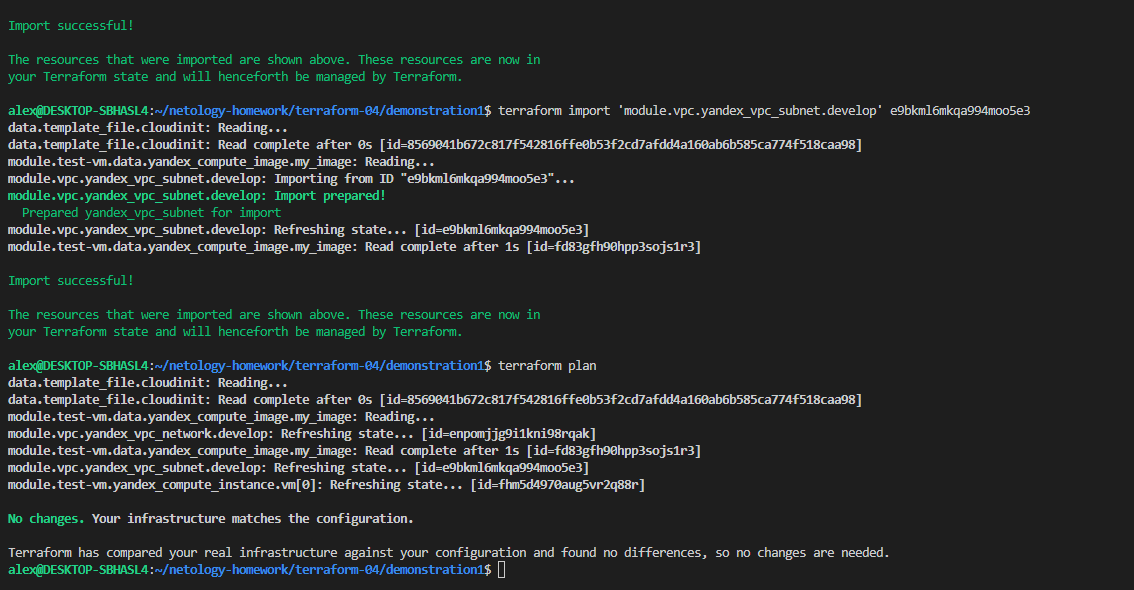 Import successful!
The resources that were imported are shown above. These resources are now in
your Terraform state and will henceforth be managed by Terraform.
alex@DESKTOP-SBHASL4:~/netology-homework/terraform-04/demonstration1$ terraform import 'module.vpc.yandex_vpc_subnet.develop' e9bkml6mkqa994moo5e3
data.template_file.cloudinit: Reading...
data.template_file.cloudinit: Read complete after 0s [id=8569041b672c817f542816ffe0b53f2cd7afdd4a160ab6b585ca774f518caa98]
module.test-vm.data.yandex_compute_image.my_image: Reading...
module.vpc.yandex_vpc_subnet.develop: Importing from ID "e9bkml6mkqa994moo5e3"...
module.vpc.yandex_vpc_subnet.develop: Import prepared!
  Prepared yandex_vpc_subnet for import
module.vpc.yandex_vpc_subnet.develop: Refreshing state... [id=e9bkml6mkqa994moo5e3]
module.test-vm.data.yandex_compute_image.my_image: Read complete after 1s [id=fd83gfh90hpp3sojs1r3]
Import successful!
The resources that were imported are shown above. These resources are now in
your Terraform state and will henceforth be managed by Terraform.
alex@DESKTOP-SBHASL4:~/netology-homework/terraform-04/demonstration1$ terraform plan
data.template_file.cloudinit: Reading...
data.template_file.cloudinit: Read complete after 0s [id=8569041b672c817f542816ffe0b53f2cd7afdd4a160ab6b585ca774f518caa98]
module.test-vm.data.yandex_compute_image.my_image: Reading...
module.vpc.yandex_vpc_network.develop: Refreshing state... [id=enpomjjg9i1kni98rqak]
module.test-vm.data.yandex_compute_image.my_image: Read complete after 1s [id=fd83gfh90hpp3sojs1r3]
module.vpc.yandex_vpc_subnet.develop: Refreshing state... [id=e9bkml6mkqa994moo5e3]
module.test-vm.yandex_compute_instance.vm[0]: Refreshing state... [id=fhm5d4970aug5vr2q88r]
No changes. Your infrastructure matches the configuration.
Terraform has compared your real infrastructure against your configuration and found no differences, so no changes are needed.
alex@DESKTOP-SBHASL4:~/netology-homework/terraform-04/demonstration1$